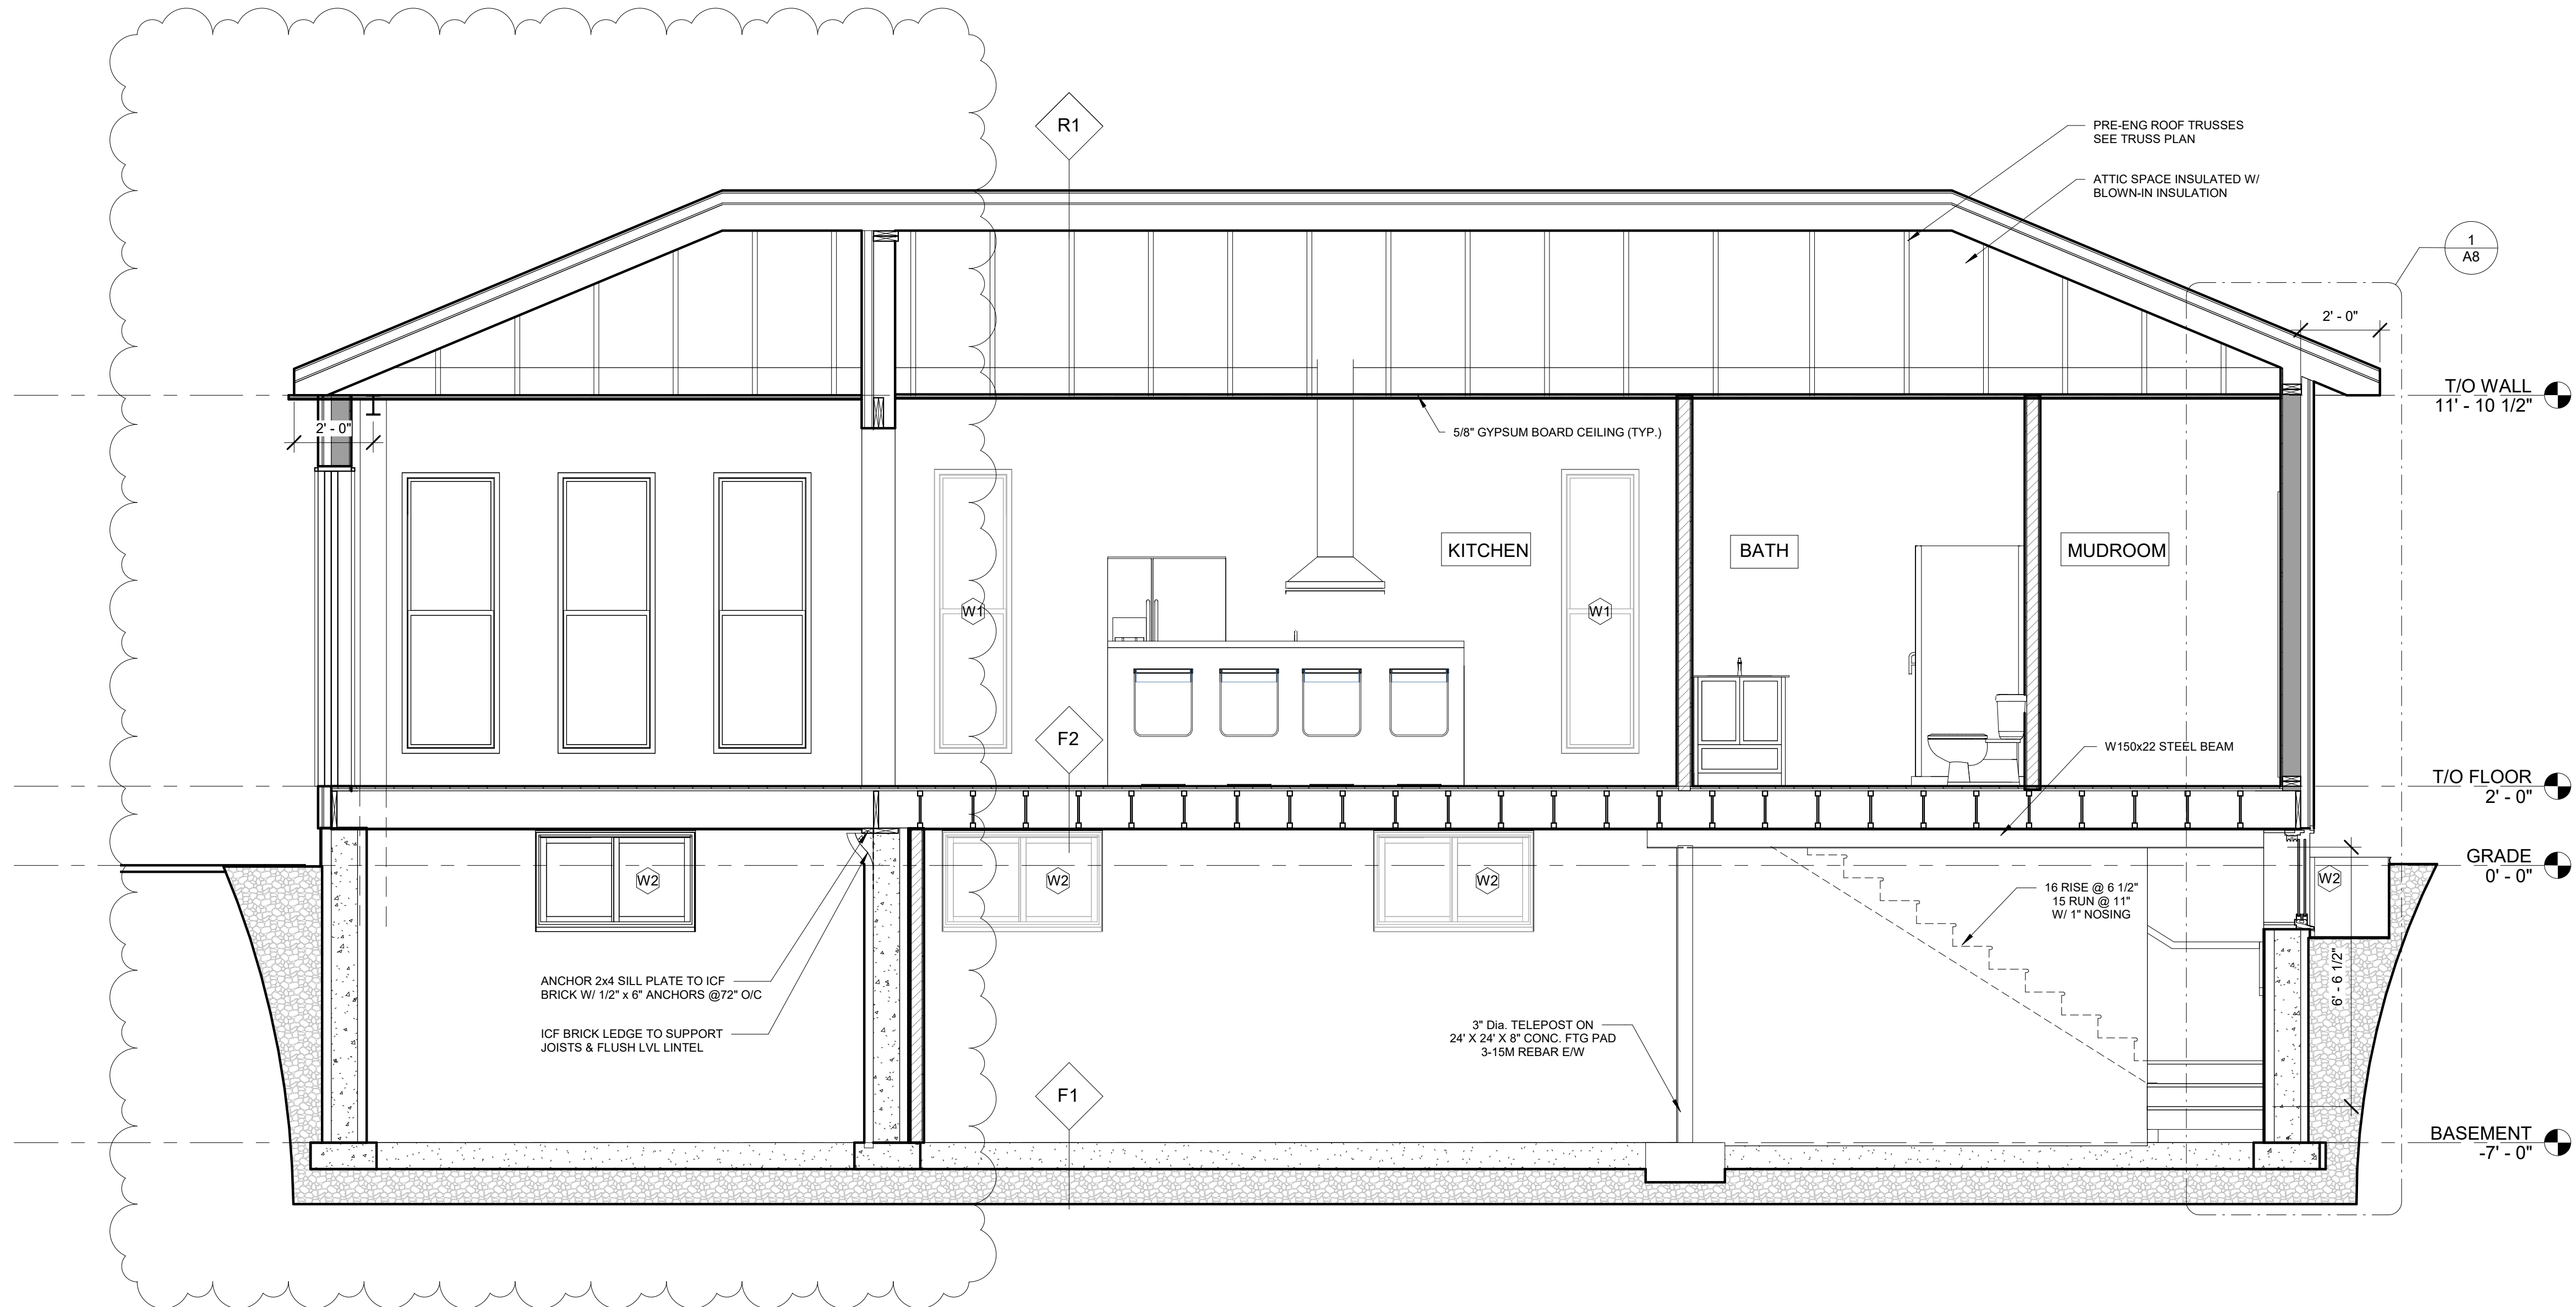 R1
PRE-ENG ROOF TRUSSES
SEE TRUSS PLAN
ATTIC SPACE INSULATED W/
BLOWN-IN INSULATION
1
A8
2' - 0"
T/O WALL
11' - 10 1/2"
2' - 0"
5/8" GYPSUM BOARD CEILING (TYP.)
KITCHEN
BATH
MUDROOM
W1
W1
F2
W150x22 STEEL BEAM
T/O FLOOR
2' - 0"
GRADE
0' - 0"
W2
W2
W2
W2
16 RISE @ 6 1/2"
15 RUN @ 11"
W/ 1" NOSING
6' - 6 1/2"
ANCHOR 2x4 SILL PLATE TO ICF
BRICK W/ 1/2" x 6" ANCHORS @72" O/C
ICF BRICK LEDGE TO SUPPORT
JOISTS & FLUSH LVL LINTEL
3" Dia. TELEPOST ON
24' X 24' X 8" CONC. FTG PAD
3-15M REBAR E/W
F1
BASEMENT
-7' - 0"